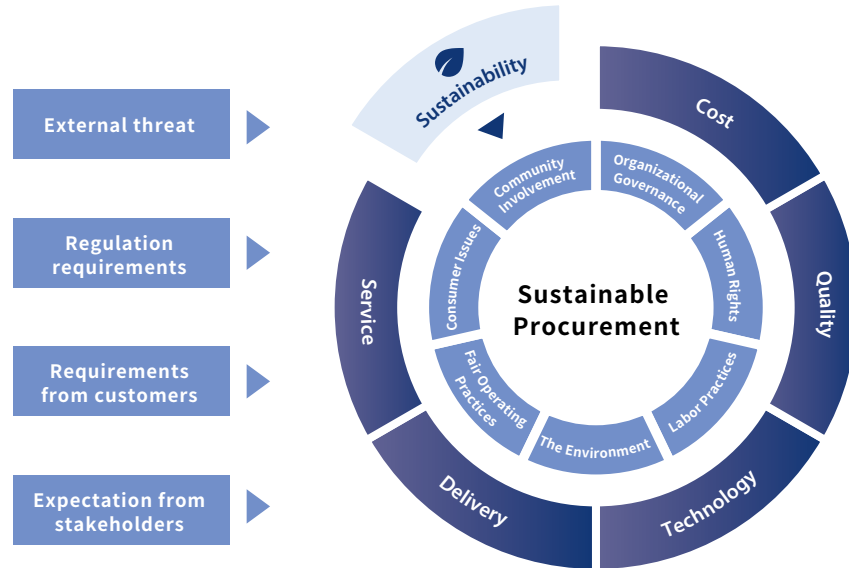 External threat
Regulation
requirements
Requirements
from customers
Expectation from
stakeholders
Sustainability
Cost
Quality
Technology
Delivery
Service
Community
Involvement
Organizational
Governance
Human Rights
Labor Practices
The Environment
Fair Operating
Practices
Consumer Issues
Sustainable
Procurement